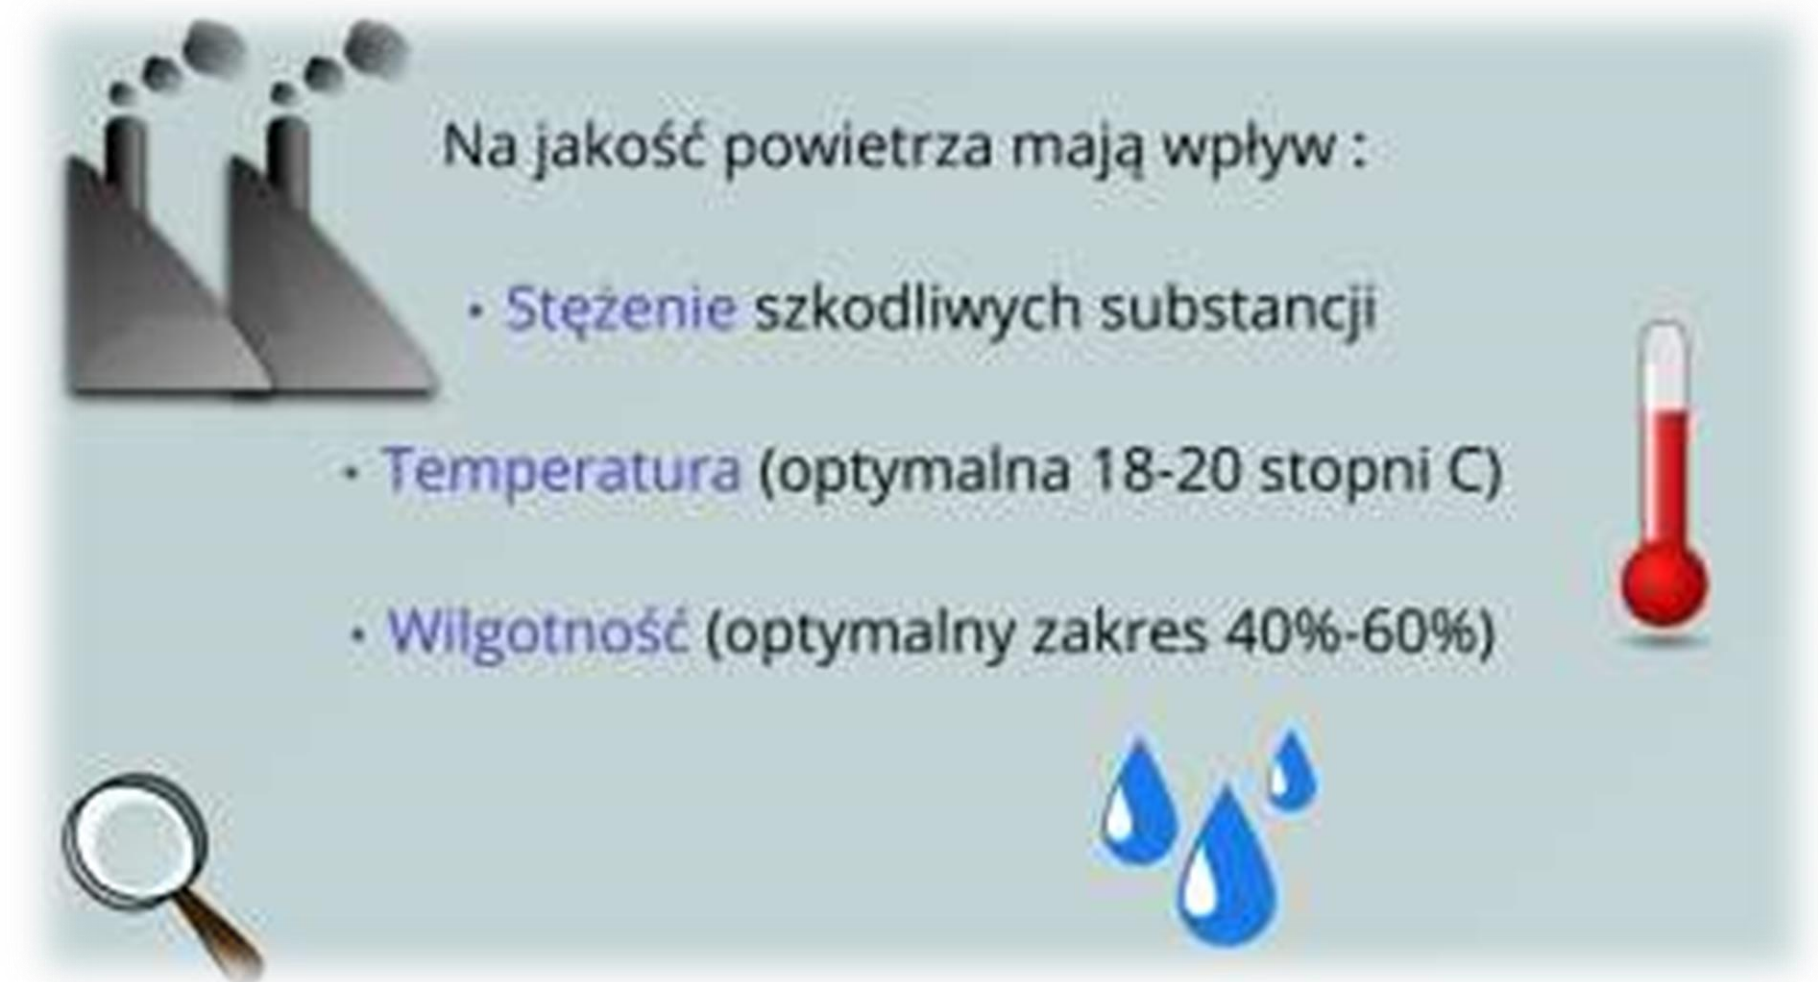 Na jakość powietrza mają wpływ :
• Stężenie szkodliwych substancji
• Temperatura (optymalna 18-20 stopni C)
• Wilgotność (optymalny zakres 40%-60%)